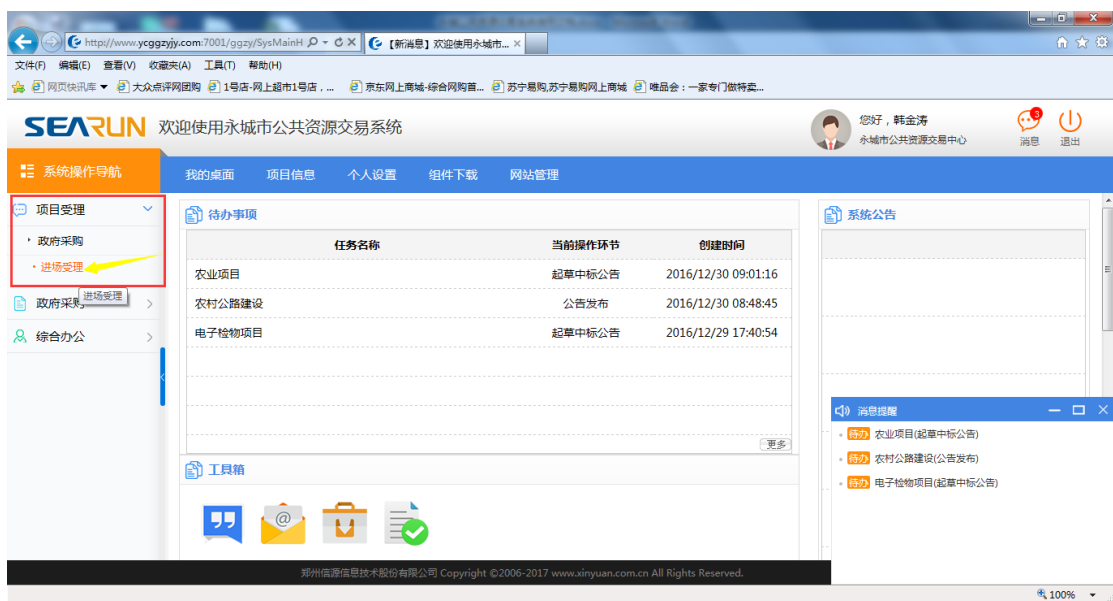 http://www.ycggzyjy.com:7001/ggzy/SysMainH
【新消息】欢迎使用永城市...
文件(F) 编辑(E) 查看(V) 收藏夹(A) 工具(T) 帮助(H)
网页快讯库 大众点评网团购 1号店-网上超市1号店，... 京东网上商城-综合网购首... 苏宁易购,苏宁易购网上商城 唯品会：一家专门做特卖...
SEARUN 欢迎使用永城市公共资源交易系统
您好，韩金涛
永城市公共资源交易中心
3
消息 退出
系统操作导航 我的桌面 项目信息 个人设置 组件下载 网站管理
项目受理
政府采购
进场受理
进场受理
政府采购
综合办公
待办事项
任务名称 当前操作环节 创建时间
农业项目 起草中标公告 2016/12/30 09:01:16
农村公路建设 公告发布 2016/12/30 08:48:45
电子检物项目 起草中标公告 2016/12/29 17:40:54
更多
工具箱
系统公告
消息提醒
待办 农业项目(起草中标公告)
待办 农村公路建设(公告发布)
待办 电子检物项目(起草中标公告)
郑州信源信息技术股份有限公司 Copyright ©2006-2017 www.xinyuan.com.cn All Rights Reserved.
100%